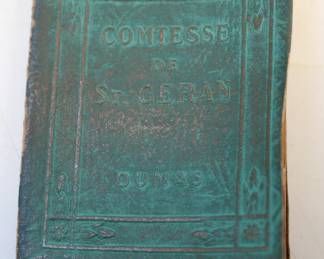 COMTESSE
DE
ST. GERAN
DUMAS